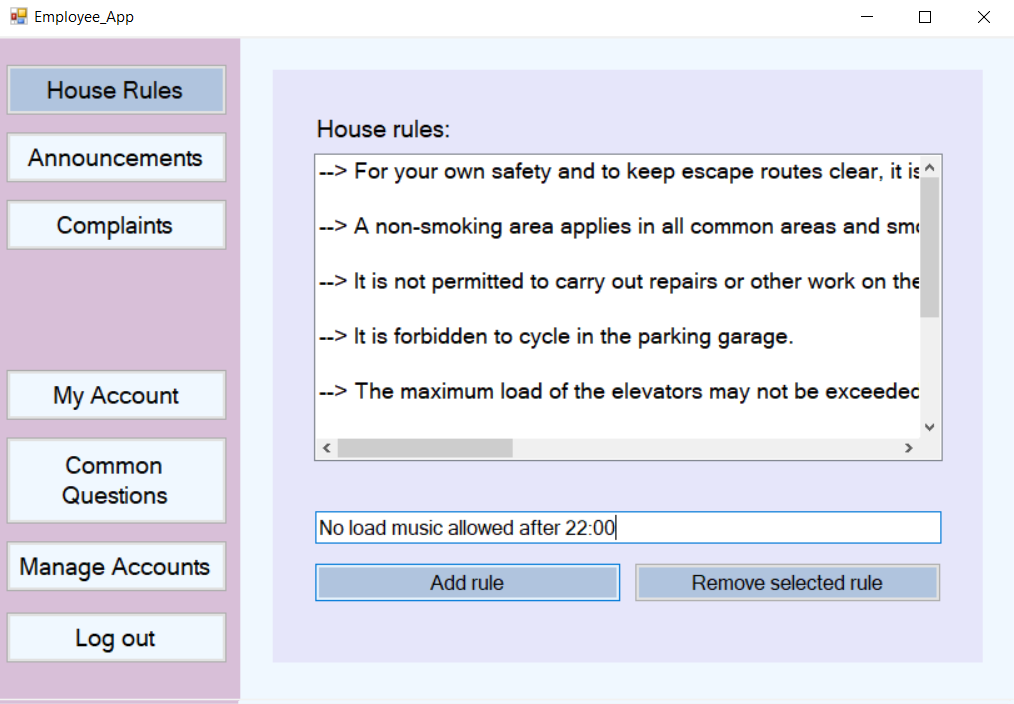 Employee_App
House Rules
Announcements
Complaints
My Account
Common
Questions
Manage Accounts
Log out
House rules:
--> For your own safety and to keep escape routes clear, it is
--> A non-smoking area applies in all common areas and
--> It is not permitted to carry out repairs or other work on the
--> It is forbidden to cycle in the parking garage.
--> The maximum load of the elevators may not be exceeded
No load music allowed after 22:00
Add rule
Remove selected rule